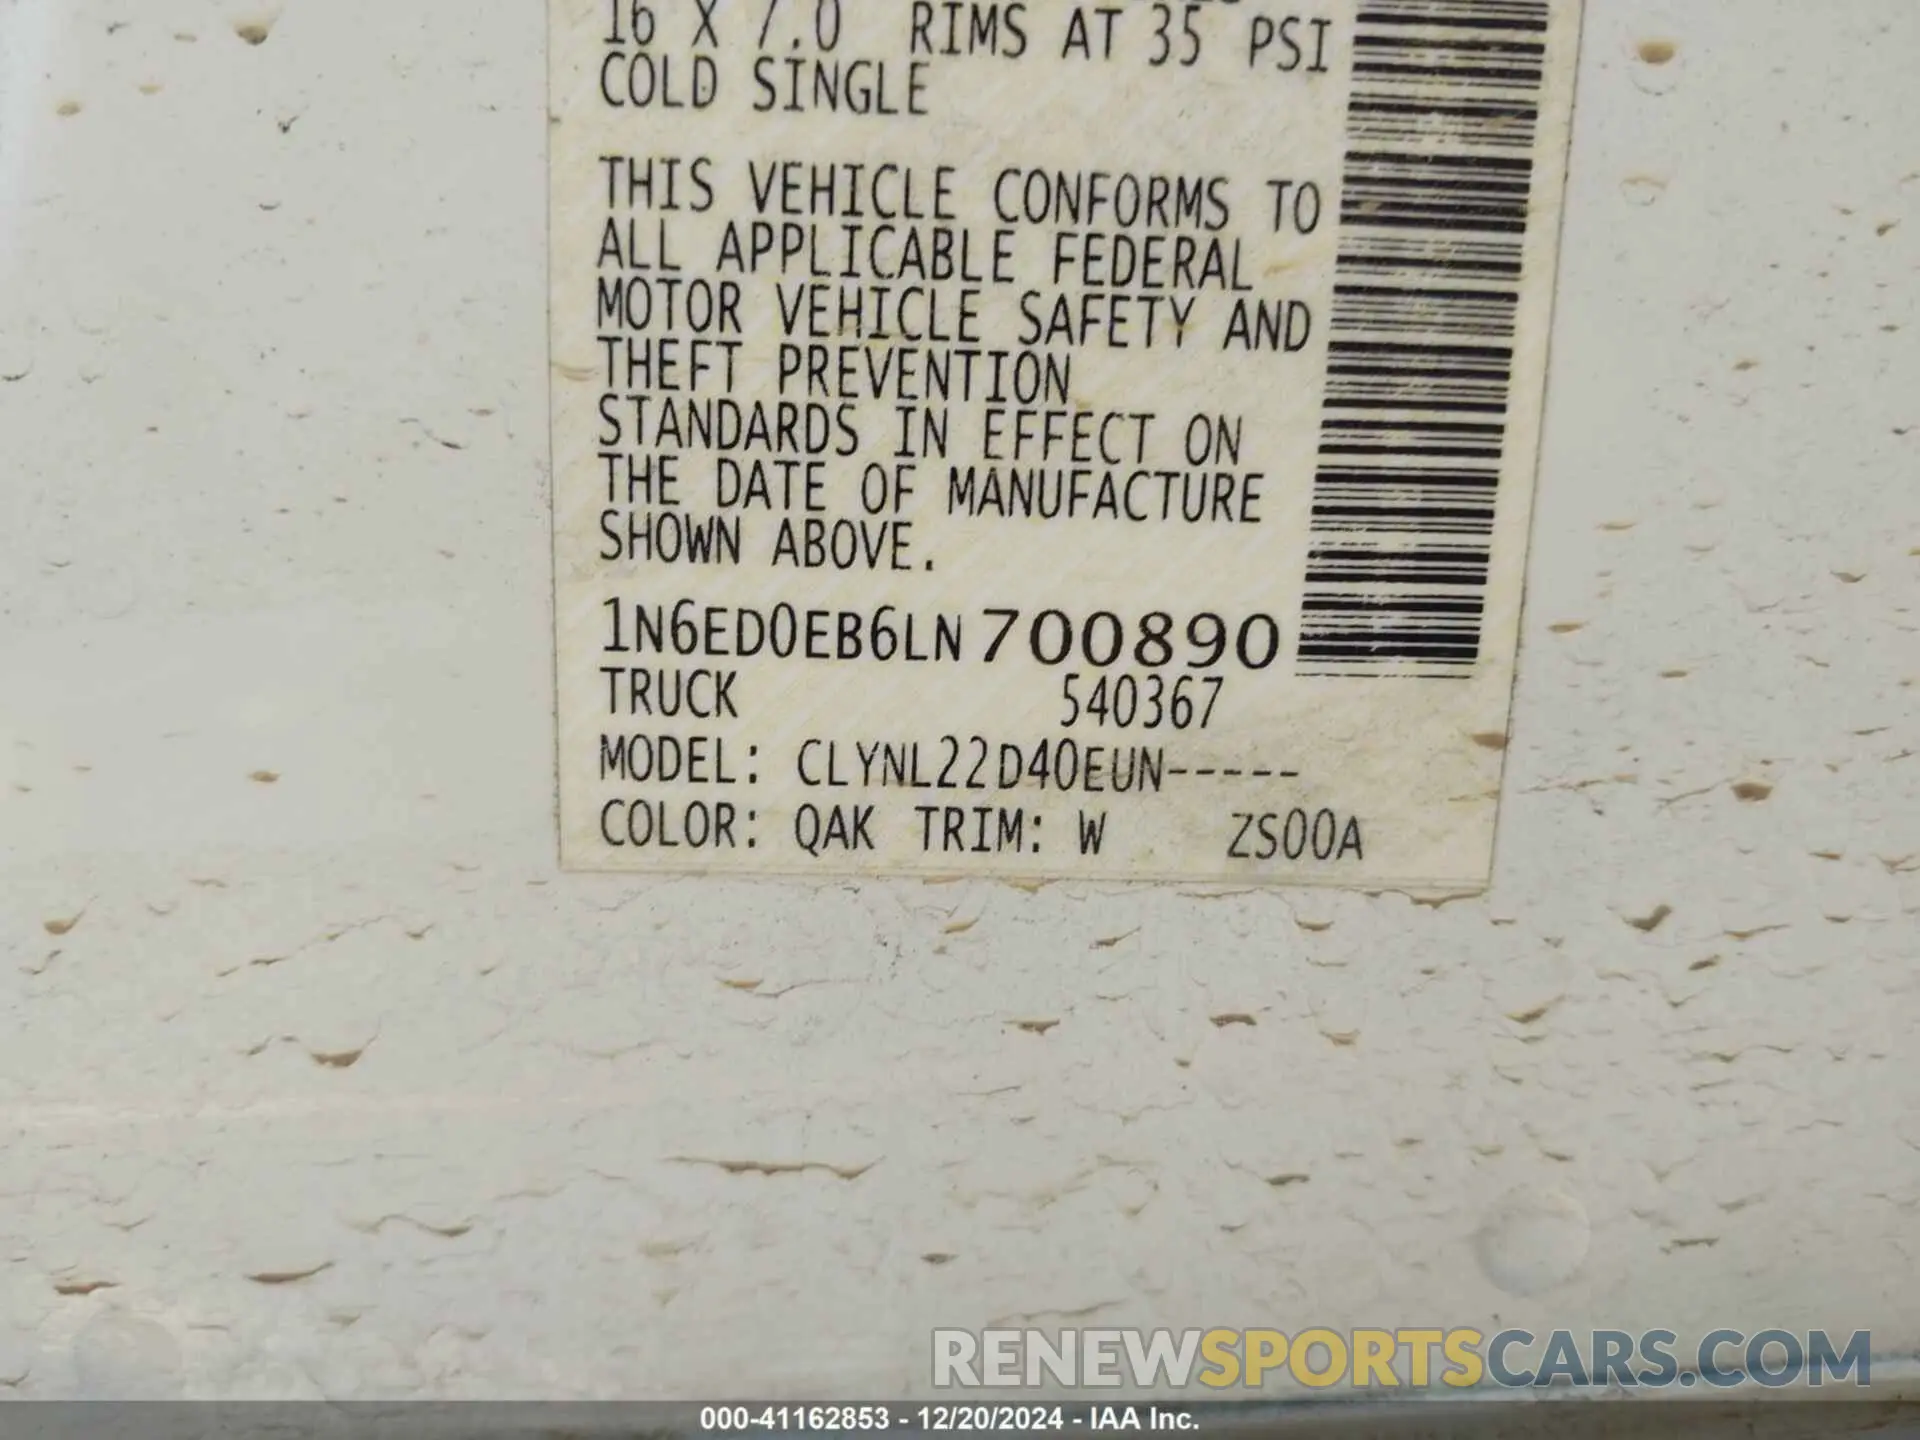 16 X 7.0 RIMS AT 35 PSI
COLD SINGLE
THIS VEHICLE CONFORMS TO
ALL APPLICABLE FEDERAL
MOTOR VEHICLE SAFETY AND
THEFT PREVENTION
STANDARDS IN EFFECT ON
THE DATE OF MANUFACTURE
SHOWN ABOVE.
1N6ED0EB6LN700890
TRUCK 540367
MODEL: CLYNL22D40EUN-----
COLOR: QAK TRIM: W ZS00A
RENEWSPORTSCARS.COM
000-41162853 - 12/20/2024 - IAA Inc.